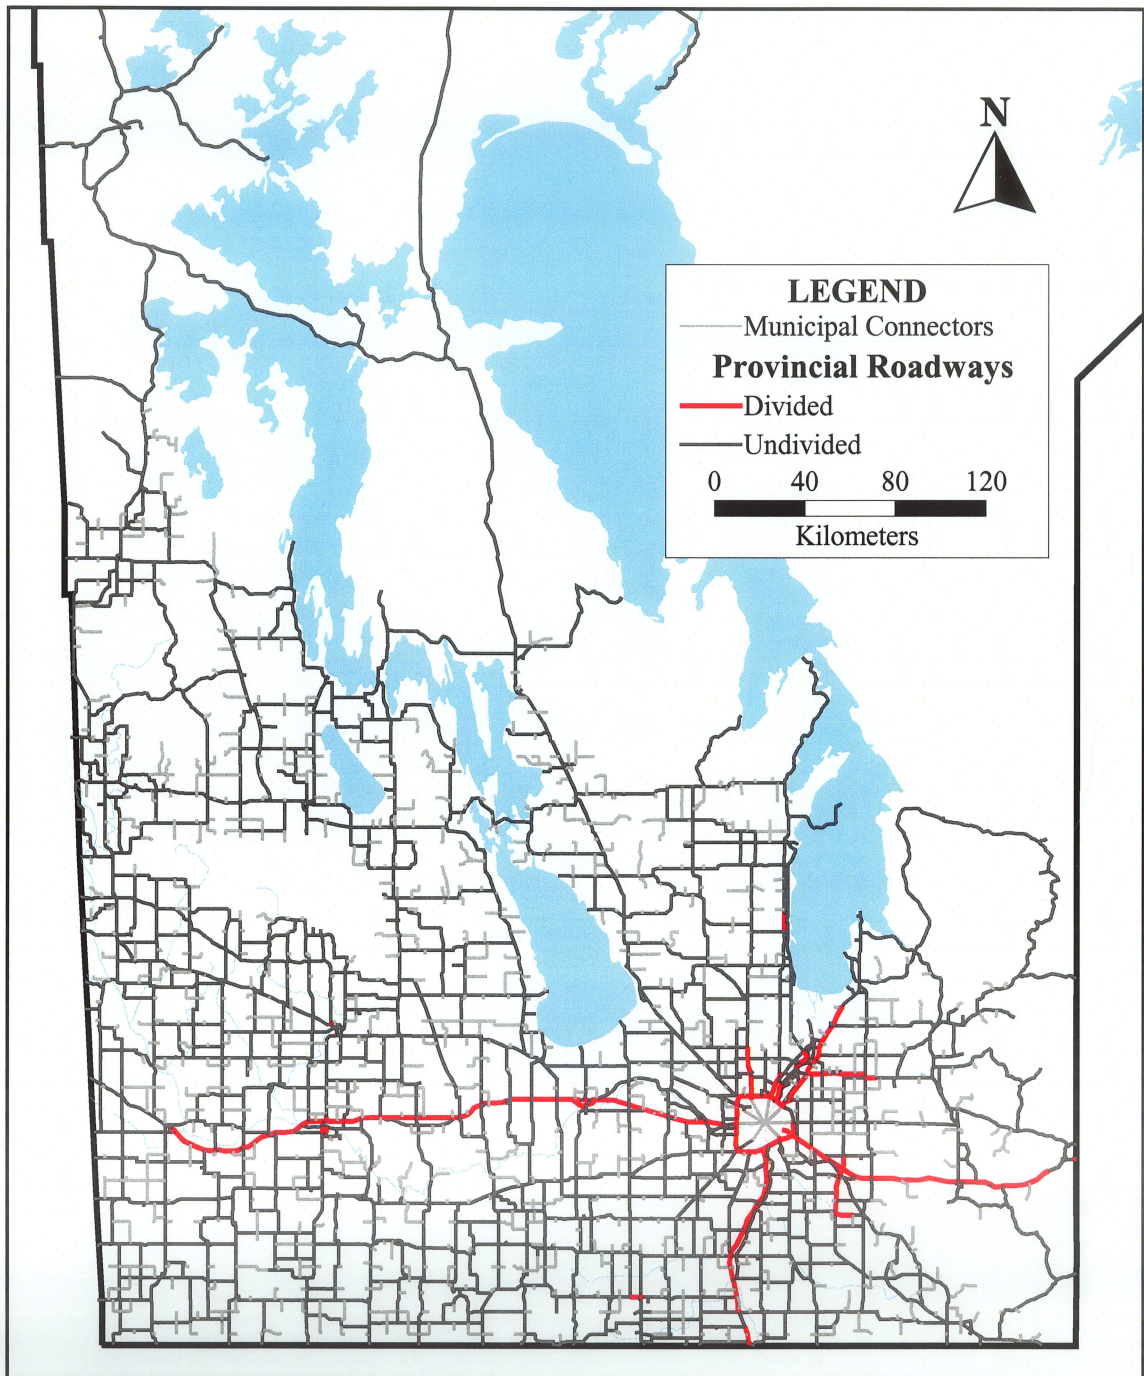 N
LEGEND
Municipal Connectors
Provincial Roadways
Divided
Undivided
0 40 80 120
Kilometers